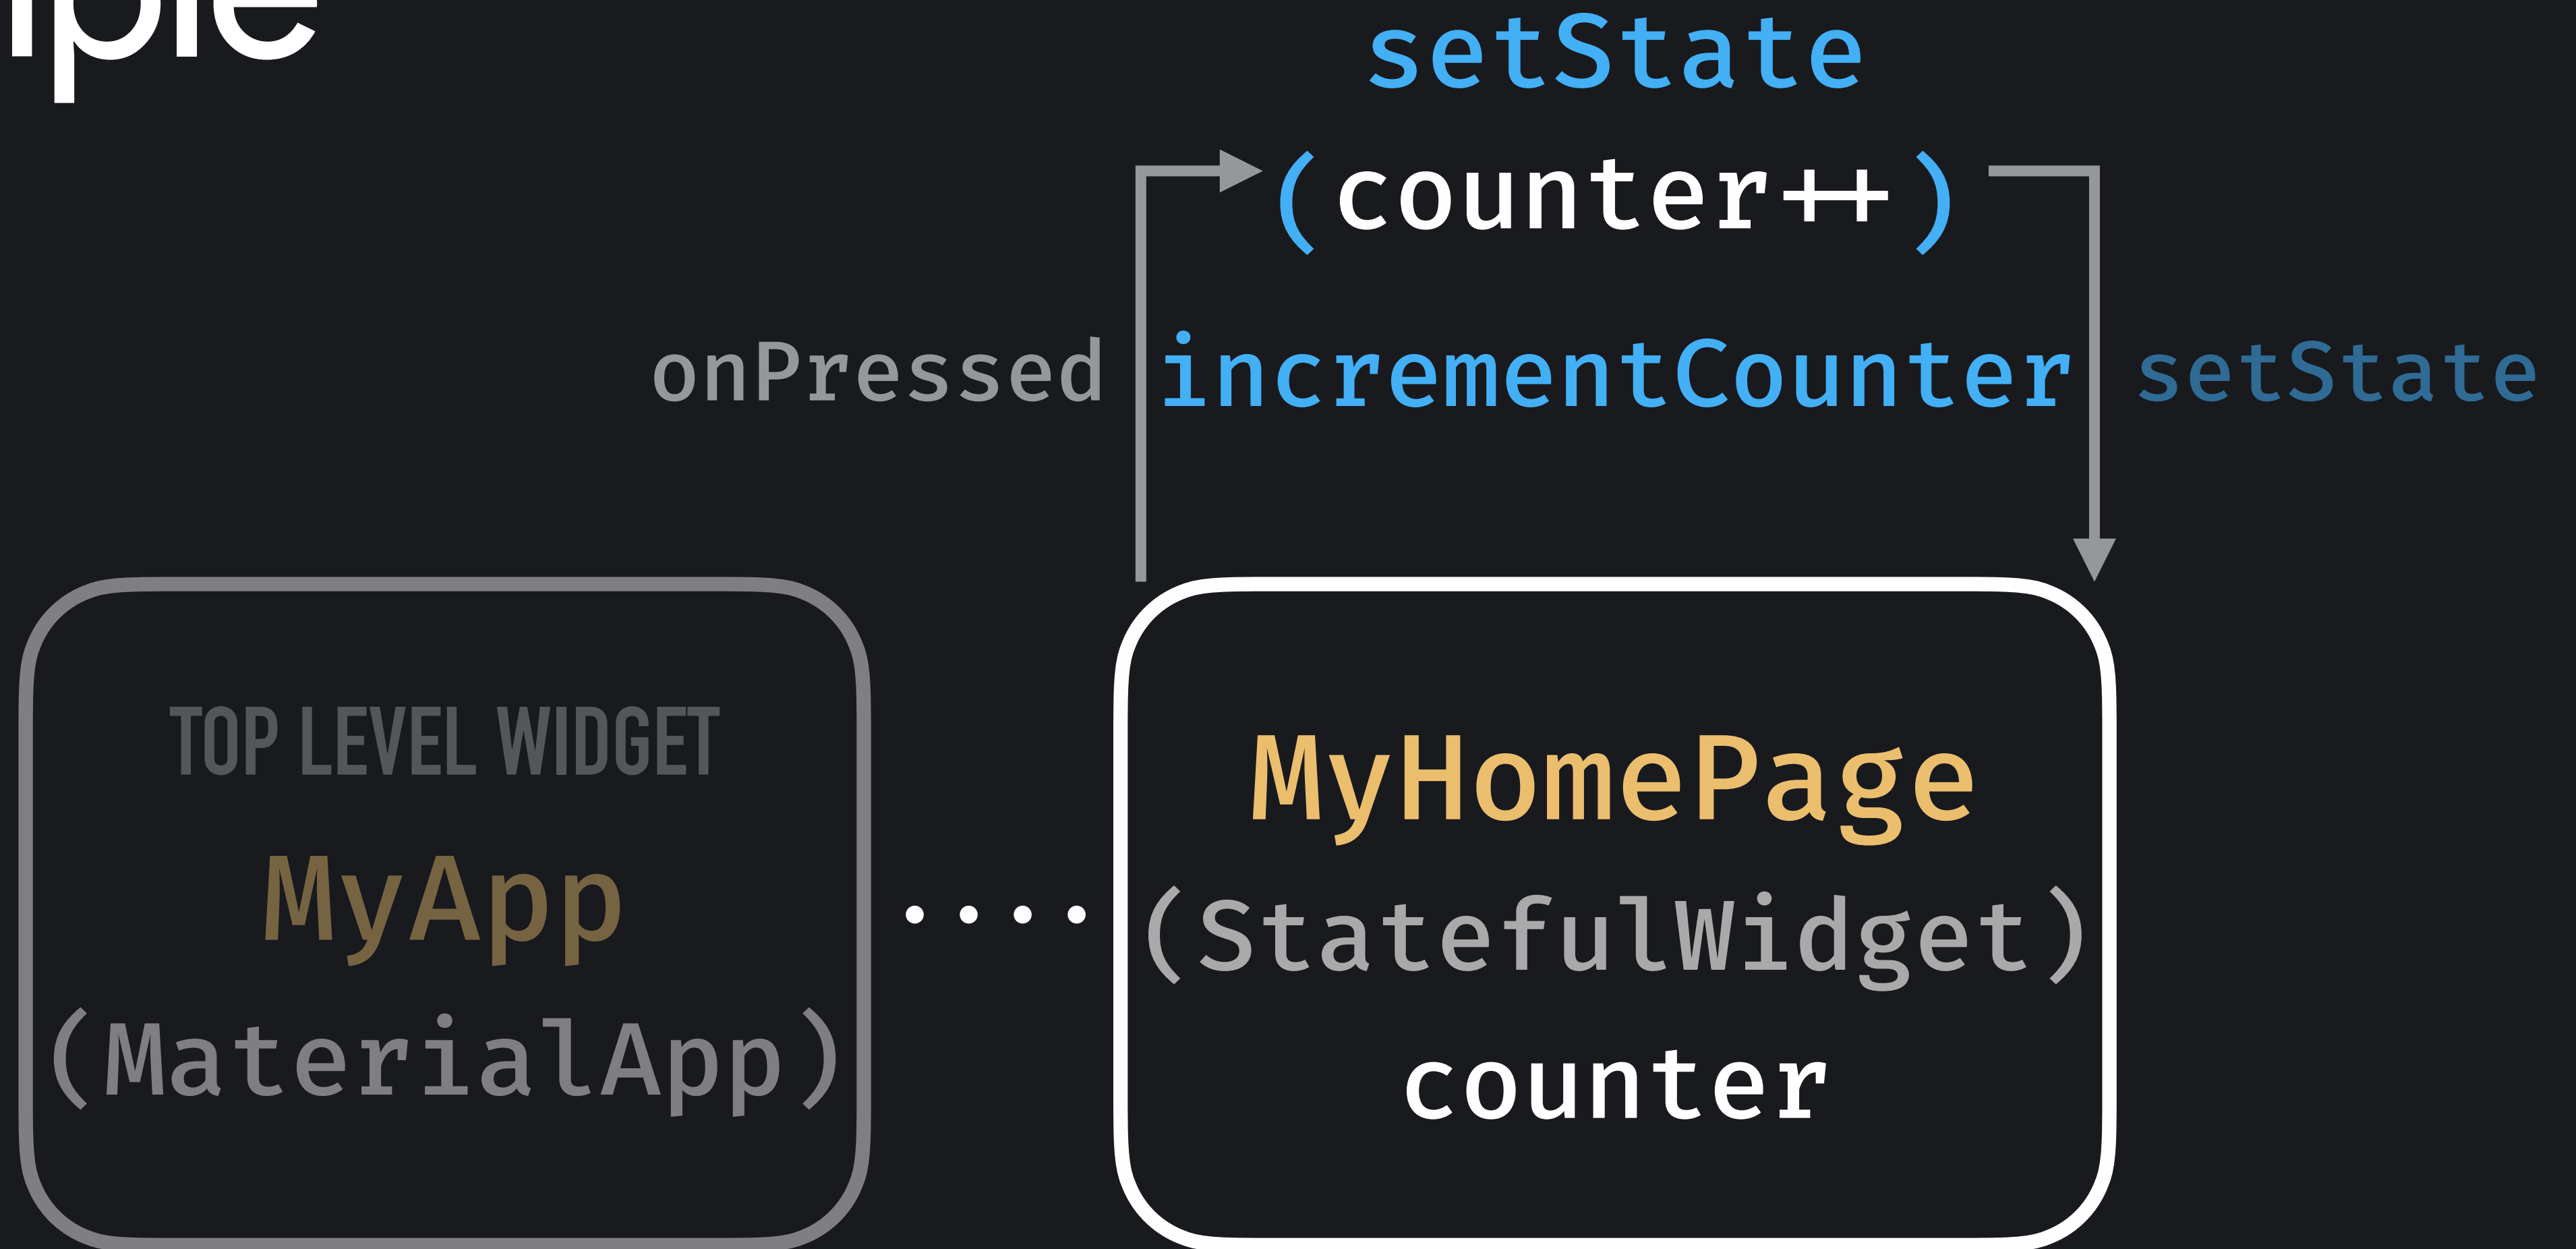 setState
(counter++)
onPressed
incrementCounter
setState
TOP LEVEL WIDGET
MyApp
(MaterialApp)
MyHomePage
(StatefulWidget)
counter